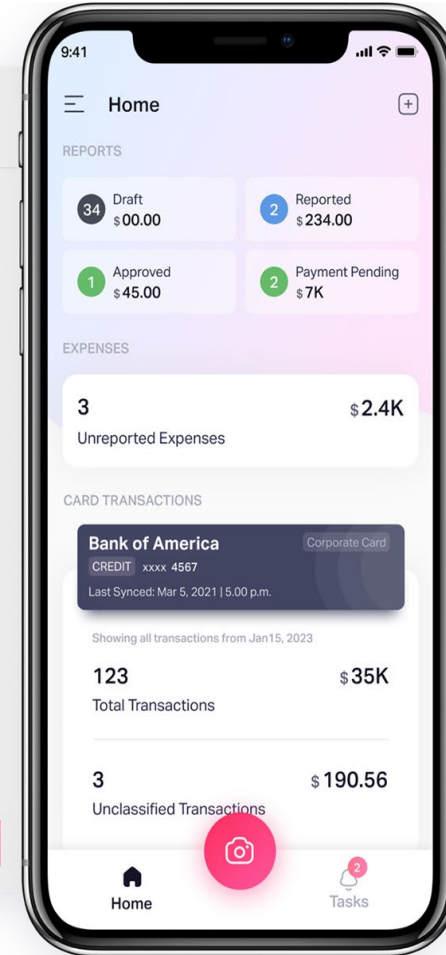 9:41
Home
REPORTS
34 Draft
$00.00
2 Reported
$234.00
1 Approved
$45.00
2 Payment Pending
$7K
EXPENSES
3 $2.4K
Unreported Expenses
CARD TRANSACTIONS
Bank of America Corporate Card
CREDIT xxxx 4567
Last Synced: Mar 5, 2021 | 5.00 p.m.
Showing all transactions from Jan15, 2023
123 $35K
Total Transactions
3 $190.56
Unclassified Transactions
2
Home Tasks